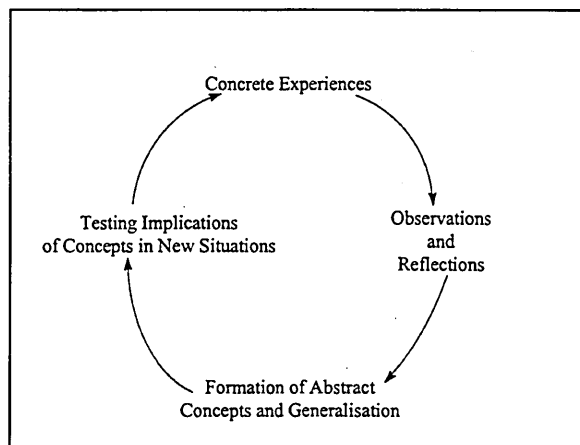 Concrete Experiences
Observations
and
Reflections
Formation of Abstract
Concepts and Generalisation
Testing Implications
of Concepts in New Situations